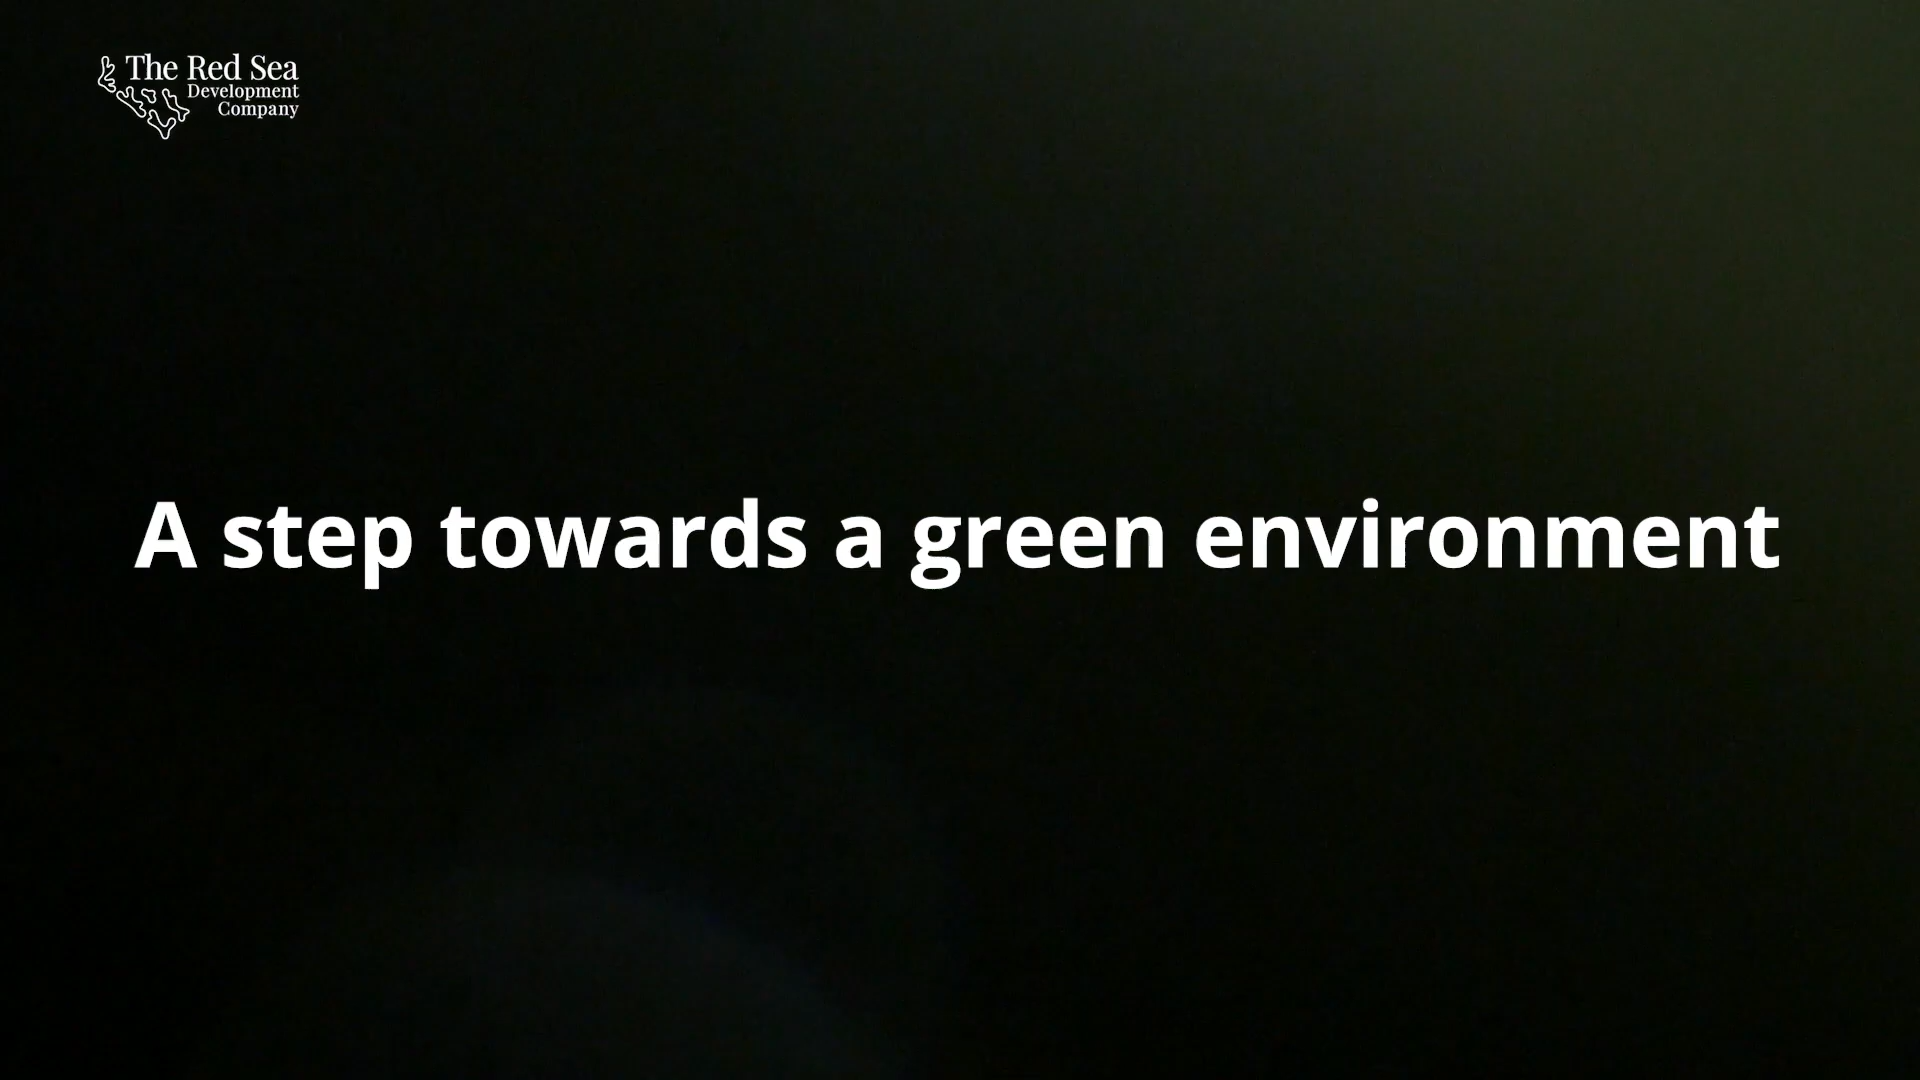 The Red Sea
Development
Company
A step towards a green environment